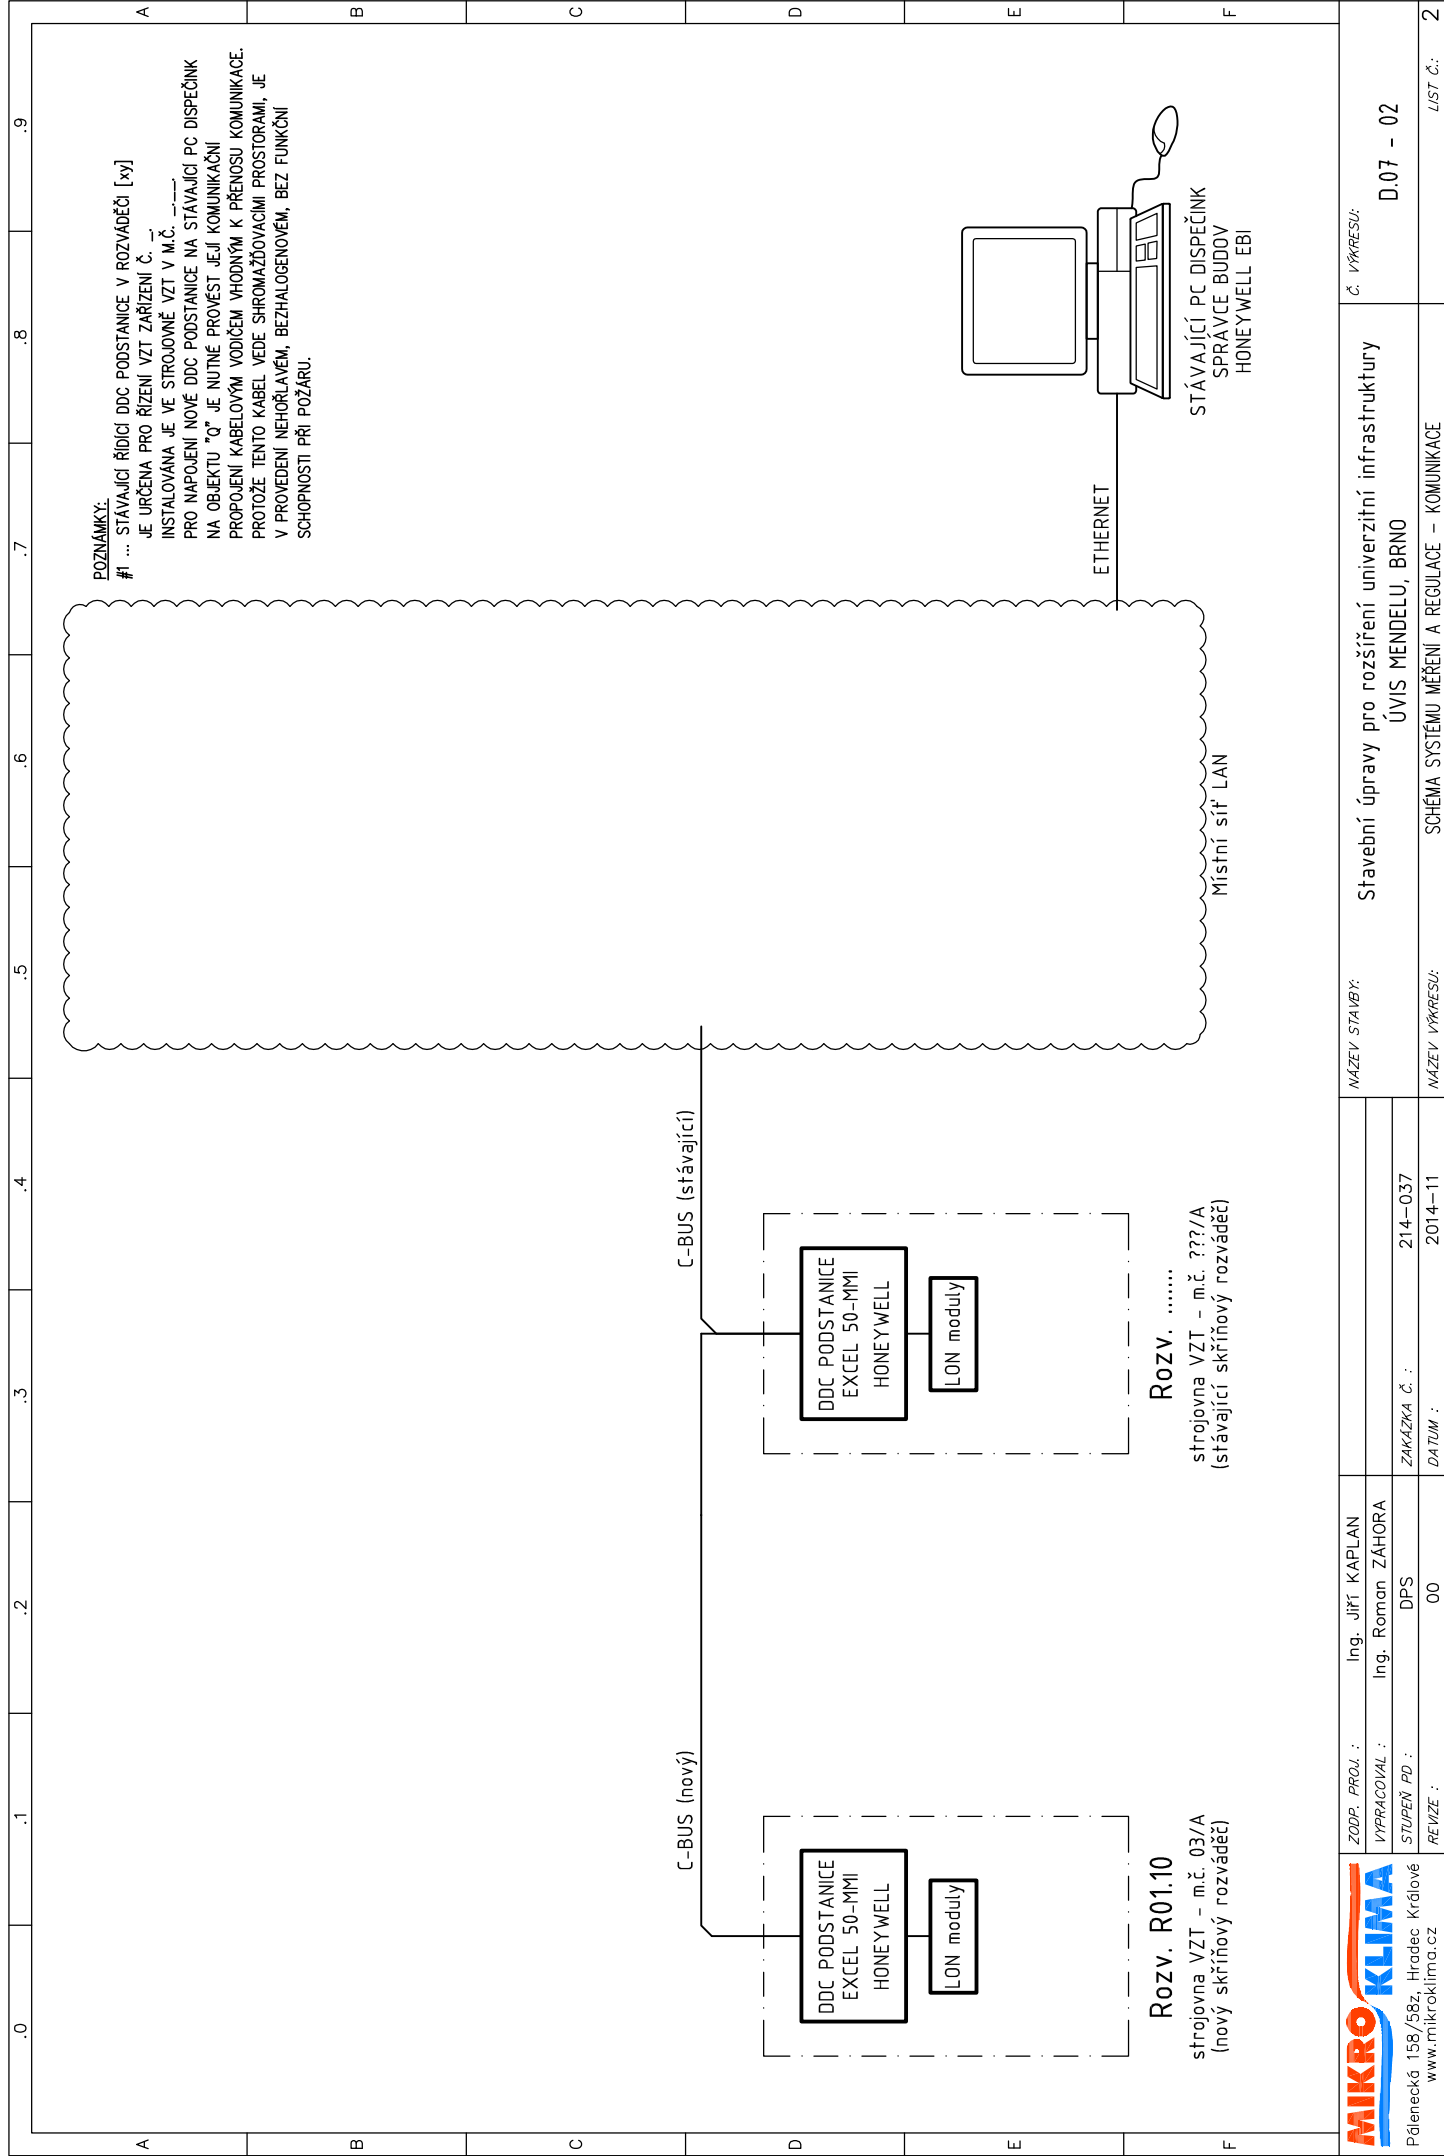 .0 .1 .2 .3 .4 .5 .6 .7 .8 .9
A
B
C
D
E
F
A
B
C
D
E
F
POZNÁMKY:
#1 ... STÁVAJÍCÍ ŘÍDÍCÍ DDC PODSTANICE V ROZVÁDĚČI [xy]
JE URČENA PRO ŘÍZENÍ VZT ZAŘÍZENÍ Č. _.
INSTALOVÁNA JE VE STROJOVNĚ VZT V M.Č. _.__.
PRO NAPOJENÍ NOVÉ DDC PODSTANICE NA STÁVAJÍCÍ PC DISPEČINK
NA OBJEKTU "Q" JE NUTNÉ PROVÉST JEJÍ KOMUNIKAČNÍ
PROPOJENÍ KABELOVÝM VODIČEM VHODNÝM K PŘENOSU KOMUNIKACE.
PROTOŽE TENTO KABEL VEDE SHROMAŽĎOVACÍMI PROSTORAMI, JE
V PROVEDENÍ NEHOŘLAVÉM, BEZHALOGENOVÉM, BEZ FUNKČNÍ
SCHOPNOSTI PŘI POŽÁRU.
C-BUS (nový)
C-BUS (stávající)
DDC PODSTANICE
EXCEL 50-MMI
HONEYWELL
LON moduly
Rozv. R01.10
strojovna VZT - m.č. 03/A
(nový skříňový rozváděč)
DDC PODSTANICE
EXCEL 50-MMI
HONEYWELL
LON moduly
Rozv. .......
strojovna VZT - m.č. ???/A
(stávající skříňový rozváděč)
Místní síť LAN
ETHERNET
STÁVAJÍCÍ PC DISPEČINK
SPRÁVCE BUDOV
HONEYWELL EBI
MIKROKLIMA
Pálenecká 158/58z, Hradec Králové
www.mikroklima.cz
ZODP. PROJ. : Ing. Jiří KAPLAN
VYPRACOVAL : Ing. Roman ZÁHORA
STUPEŇ PD : DPS
REVIZE : 00
ZAKÁZKA Č. : 214-037
DATUM : 2014-11
NÁZEV STAVBY:
Stavební úpravy pro rozšíření univerzitní infrastruktury
ÚVIS MENDELU, BRNO
NÁZEV VÝKRESU: SCHÉMA SYSTÉMU MĚŘENÍ A REGULACE - KOMUNIKACE
Č. VÝKRESU:
D.07 - 02
LIST Č.: 2